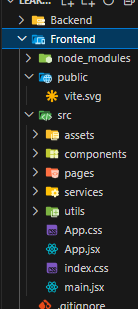 Backend
Frontend
node_modules
public
vite.svg
src
assets
components
pages
services
utils
App.css
App.jsx
index.css
main.jsx
.gitignore